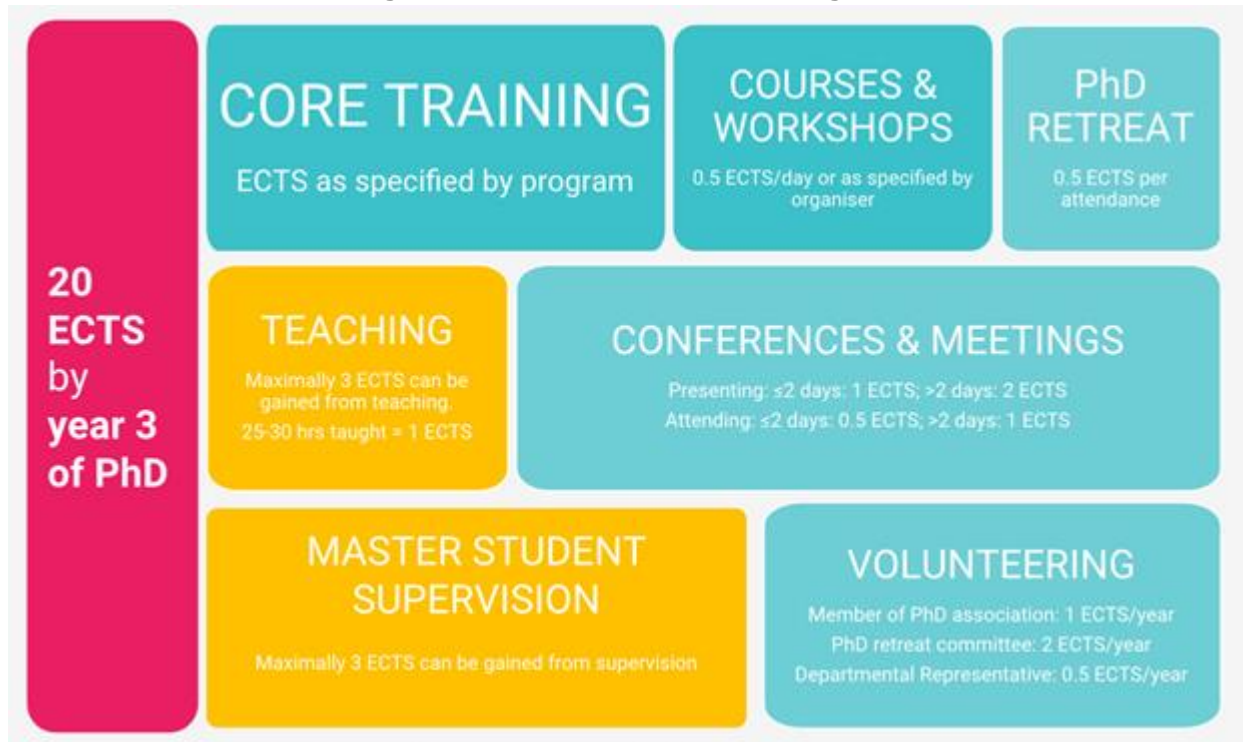 20
ECTS
by
year 3
of PhD
CORE TRAINING
ECTS as specified by program
COURSES &
WORKSHOPS
0.5 ECTS/day or as specified by
organiser
PhD
RETREAT
0.5 ECTS per
attendance
TEACHING
Maximally 3 ECTS can be
gained from teaching.
25-30 hrs taught = 1 ECTS
CONFERENCES & MEETINGS
Presenting: ≤2 days: 1 ECTS; >2 days: 2 ECTS
Attending: ≤2 days: 0.5 ECTS; >2 days: 1 ECTS
MASTER STUDENT
SUPERVISION
Maximally 3 ECTS can be gained from supervision
VOLUNTEERING
Member of PhD association: 1 ECTS/year
PhD retreat committee: 2 ECTS/year
Departmental Representative: 0.5 ECTS/year